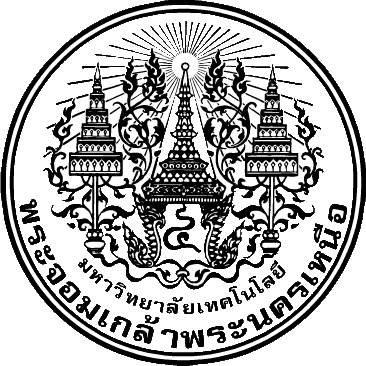 ๔
มหาวิทยาลัยเทคโนโลยี
พระจอมเกล้าพระนครเหนือ